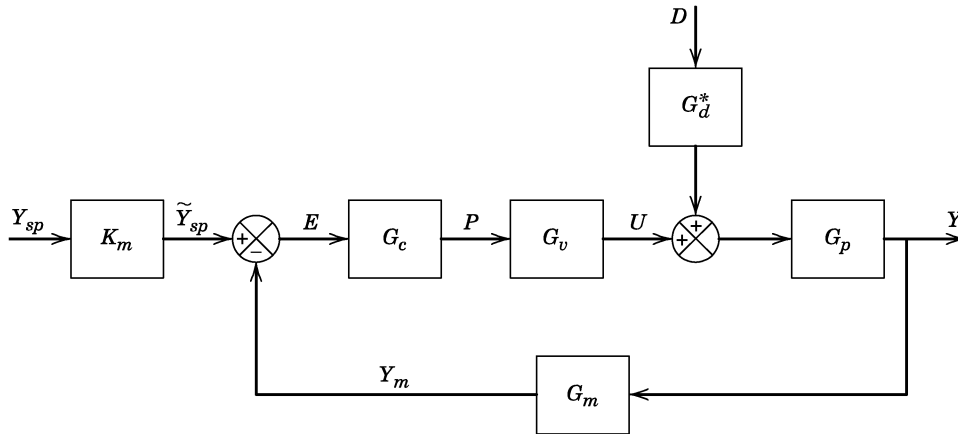 D
G*d
Ysp
Km
Ỹsp
+
−
E
Gc
P
Gv
U
+
+
Gp
Y
Ym
Gm